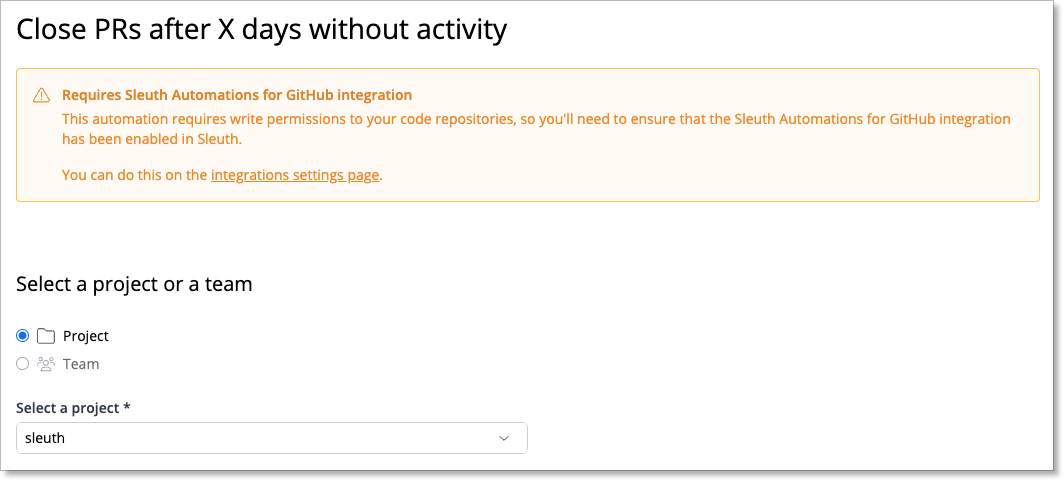 Close PRs after X days without activity
Requires Sleuth Automations for GitHub integration
This automation requires write permissions to your code repositories, so you'll need to ensure that the Sleuth Automations for GitHub integration
has been enabled in Sleuth.
You can do this on the integrations settings page.
Select a project or a team
Project
Team
Select a project *
sleuth